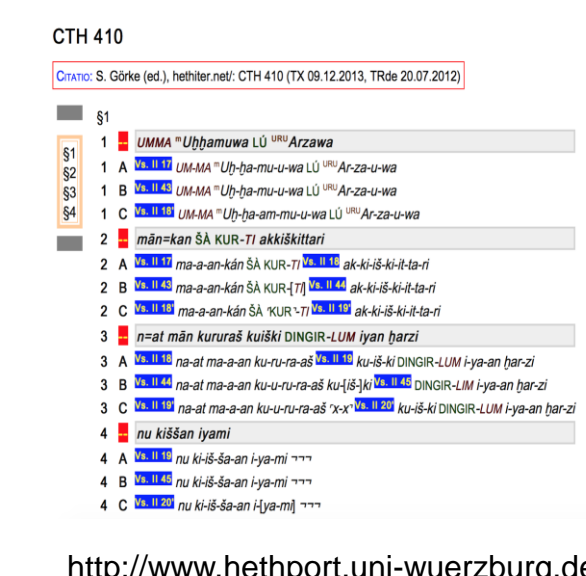 CTH 410
CITATIO: S. Görke (ed.), hethiter.net/: CTH 410 (TX 09.12.2013, TRde 20.07.2012)
§1
§1
§2
§3
§4
1 UMMA ᵐUḫḫamuwa LÚ ᵁᴿᵁArzawa
1 A Vs. II 17 UM-MA ᵐUḫ-ḫa-mu-u-wa LÚ ᵁᴿᵁAr-za-u-wa
1 B Vs. II 43 UM-MA ᵐUḫ-ḫa-mu-u-wa LÚ ᵁᴿᵁAr-za-u-wa
1 C Vs. II 18' UM-MA ᵐUḫ-ḫa-am-mu-u-wa LÚ ᵁᴿᵁAr-za-u-wa
2 mān=kan ŠÀ KUR-TI akkiškittari
2 A Vs. II 17 ma-a-an-kán ŠÀ KUR-TI Vs. II 18 ak-ki-iš-ki-it-ta-ri
2 B Vs. II 43 ma-a-an-kán ŠÀ KUR-[TI] Vs. II 44 ak-ki-iš-ki-it-ta-ri
2 C Vs. II 18' ma-a-an-kán ŠÀ ⸢KUR⸣-TI Vs. II 19' ak-ki-iš-ki-it-ta-ri
3 n=at mān kururaš kuiški DINGIR-LUM iyan ḫarzi
3 A Vs. II 18 na-at ma-a-an ku-ru-ra-aš Vs. II 19 ku-iš-ki DINGIR-LUM i-ya-an ḫar-zi
3 B Vs. II 44 na-at ma-a-an ku-u-ru-ra-aš ku-[iš-]ki Vs. II 45 DINGIR-LIM i-ya-an ḫar-zi
3 C Vs. II 19' na-at ma-a-an ku-u-ru-ra-aš ⸢x-x⸣ Vs. II 20' ku-iš-ki DINGIR-LUM i-ya-an ḫar-zi
4 nu kiššan iyami
4 A Vs. II 19 nu ki-iš-ša-an i-ya-mi ¬¬¬
4 B Vs. II 45 nu ki-iš-ša-an i-ya-mi ¬¬¬
4 C Vs. II 20' nu ki-iš-ša-an i-[ya-mi] ¬¬¬
http://www.hethport.uni-wuerzburg.de